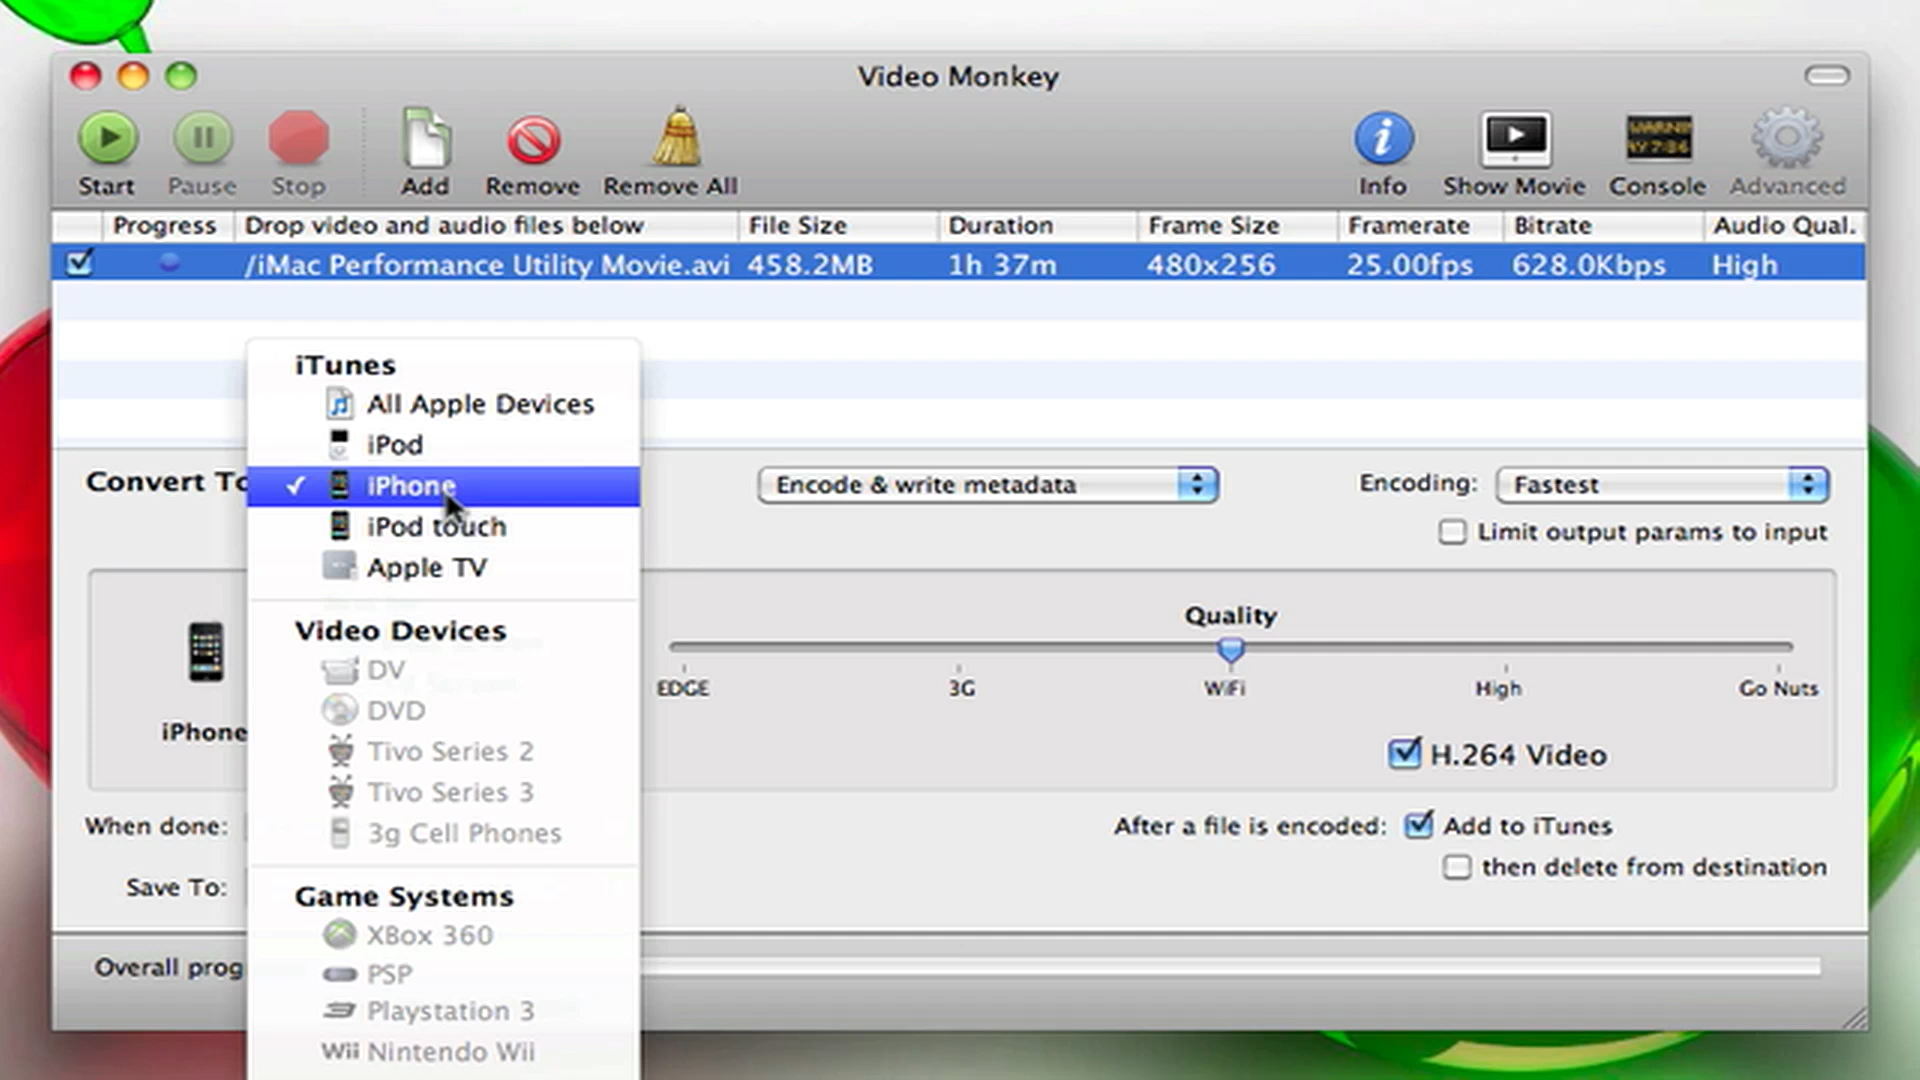 Video Monkey
Start Pause Stop Add Remove Remove All Info Show Movie Console Advanced
Progress Drop video and audio files below File Size Duration Frame Size Framerate Bitrate Audio Qual.
/iMac Performance Utility Movie.avi 458.2MB 1h 37m 480x256 25.00fps 628.0Kbps High
iTunes
All Apple Devices
iPod
Convert To
iPhone
Encode & write metadata
Encoding: Fastest
iPod touch
Limit output params to input
Apple TV
Quality
Video Devices
DV
EDGE 3G WiFi High Go Nuts
DVD
iPhone
Tivo Series 2
H.264 Video
Tivo Series 3
When done:
3g Cell Phones
After a file is encoded: Add to iTunes
then delete from destination
Save To:
Game Systems
XBox 360
Overall prog
PSP
Playstation 3
Wii Nintendo Wii